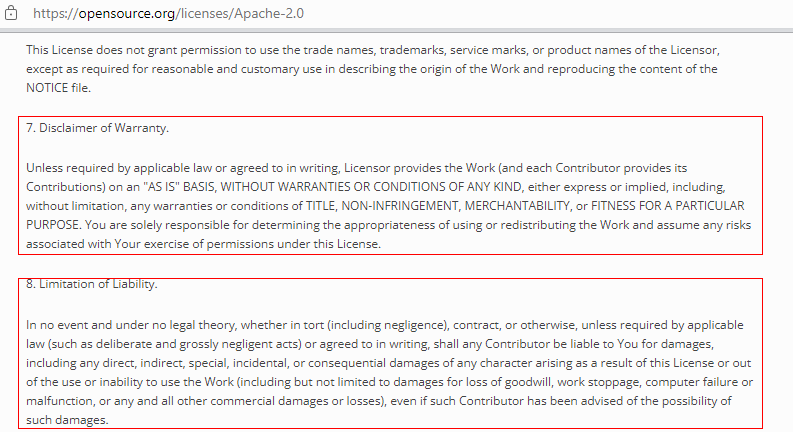 https://opensource.org/licenses/Apache-2.0
This License does not grant permission to use the trade names, trademarks, service marks, or product names of the Licensor,
except as required for reasonable and customary use in describing the origin of the Work and reproducing the content of the
NOTICE file.
7. Disclaimer of Warranty.
Unless required by applicable law or agreed to in writing, Licensor provides the Work (and each Contributor provides its
Contributions) on an "AS IS" BASIS, WITHOUT WARRANTIES OR CONDITIONS OF ANY KIND, either express or implied, including,
without limitation, any warranties or conditions of TITLE, NON-INFRINGEMENT, MERCHANTABILITY, or FITNESS FOR A PARTICULAR
PURPOSE. You are solely responsible for determining the appropriateness of using or redistributing the Work and assume any risks
associated with Your exercise of permissions under this License.
8. Limitation of Liability.
In no event and under no legal theory, whether in tort (including negligence), contract, or otherwise, unless required by applicable
law (such as deliberate and grossly negligent acts) or agreed to in writing, shall any Contributor be liable to You for damages,
including any direct, indirect, special, incidental, or consequential damages of any character arising as a result of this License or out
of the use or inability to use the Work (including but not limited to damages for loss of goodwill, work stoppage, computer failure or
malfunction, or any and all other commercial damages or losses), even if such Contributor has been advised of the possibility of
such damages.